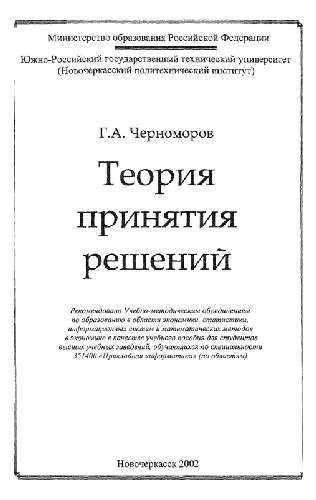 Министерство образования Российской Федерации
Южно-Российский государственный технический университет
(Новочеркасский политехнический институт)
Г.А. Черноморов
Теория
принятия
решений
Рекомендовано Учебно-методическим объединением
по образованию в области экономики, статистики,
информационных систем и математических методов
в экономике в качестве учебного пособия для студентов
высших учебных заведений, обучающихся по специальности
351400 «Прикладная информатика» (по областям)
Новочеркасск 2002